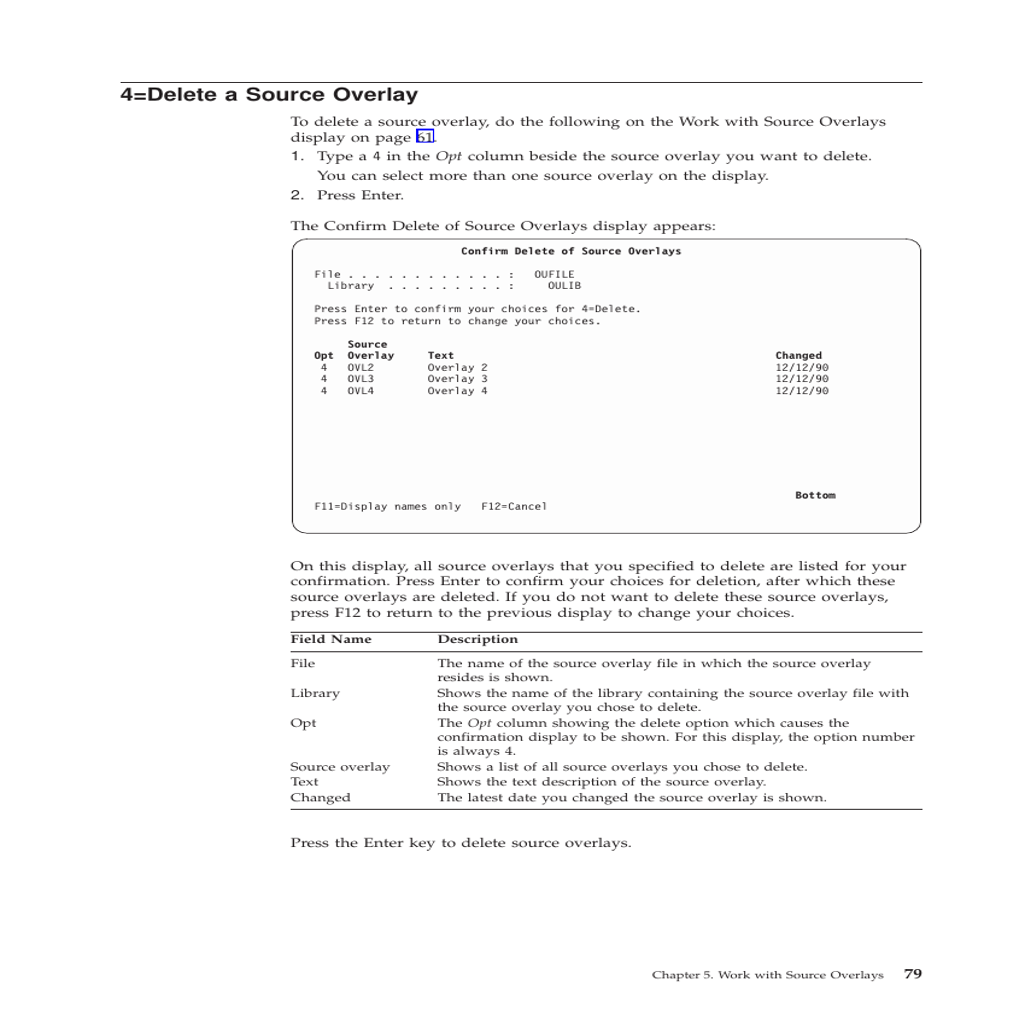 4=Delete a Source Overlay
To delete a source overlay, do the following on the Work with Source Overlays
display on page 61.
1. Type a 4 in the Opt column beside the source overlay you want to delete.
You can select more than one source overlay on the display.
2. Press Enter.
The Confirm Delete of Source Overlays display appears:
Confirm Delete of Source Overlays
File . . . . . . . . . . . . : OUFILE
Library . . . . . . . . . : OULIB
Press Enter to confirm your choices for 4=Delete.
Press F12 to return to change your choices.
Source
Opt Overlay Text Changed
4 OVL2 Overlay 2 12/12/90
4 OVL3 Overlay 3 12/12/90
4 OVL4 Overlay 4 12/12/90
Bottom
F11=Display names only F12=Cancel
On this display, all source overlays that you specified to delete are listed for your
confirmation. Press Enter to confirm your choices for deletion, after which these
source overlays are deleted. If you do not want to delete these source overlays,
press F12 to return to the previous display to change your choices.
Field Name Description
File The name of the source overlay file in which the source overlay
resides is shown.
Library Shows the name of the library containing the source overlay file with
the source overlay you chose to delete.
Opt The Opt column showing the delete option which causes the
confirmation display to be shown. For this display, the option number
is always 4.
Source overlay Shows a list of all source overlays you chose to delete.
Text Shows the text description of the source overlay.
Changed The latest date you changed the source overlay is shown.
Press the Enter key to delete source overlays.
Chapter 5. Work with Source Overlays 79